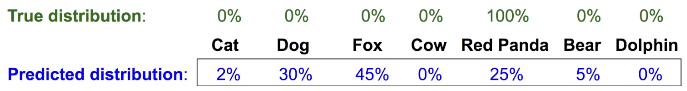 True distribution: 0% 0% 0% 0% 100% 0% 0%
Cat Dog Fox Cow Red Panda Bear Dolphin
Predicted distribution: 2% 30% 45% 0% 25% 5% 0%